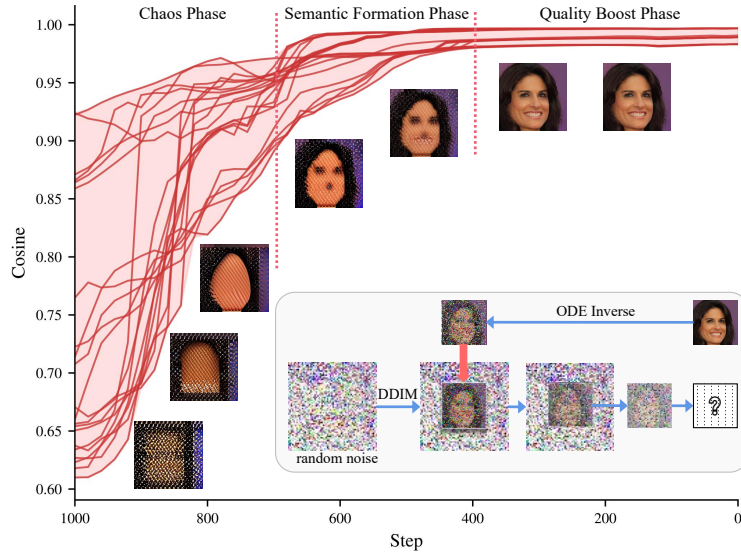 Chaos Phase
Semantic Formation Phase
Quality Boost Phase
1.00
0.95
0.90
0.85
0.80
0.75
0.70
0.65
0.60
Cosine
ODE Inverse
DDIM
?
random noise
1000
800
600
400
200
0
Step